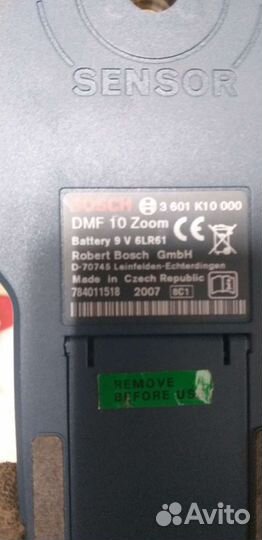 SENSOR
BOSCH 3 601 K10 000
DMF 10 Zoom CE
Battery 9 V 6LR61
Robert Bosch GmbH
D-70745 Leinfelden-Echterdingen
Made in Czech Republic
784011518 2007 8C1
REMOVE
BEFORE US
Avito